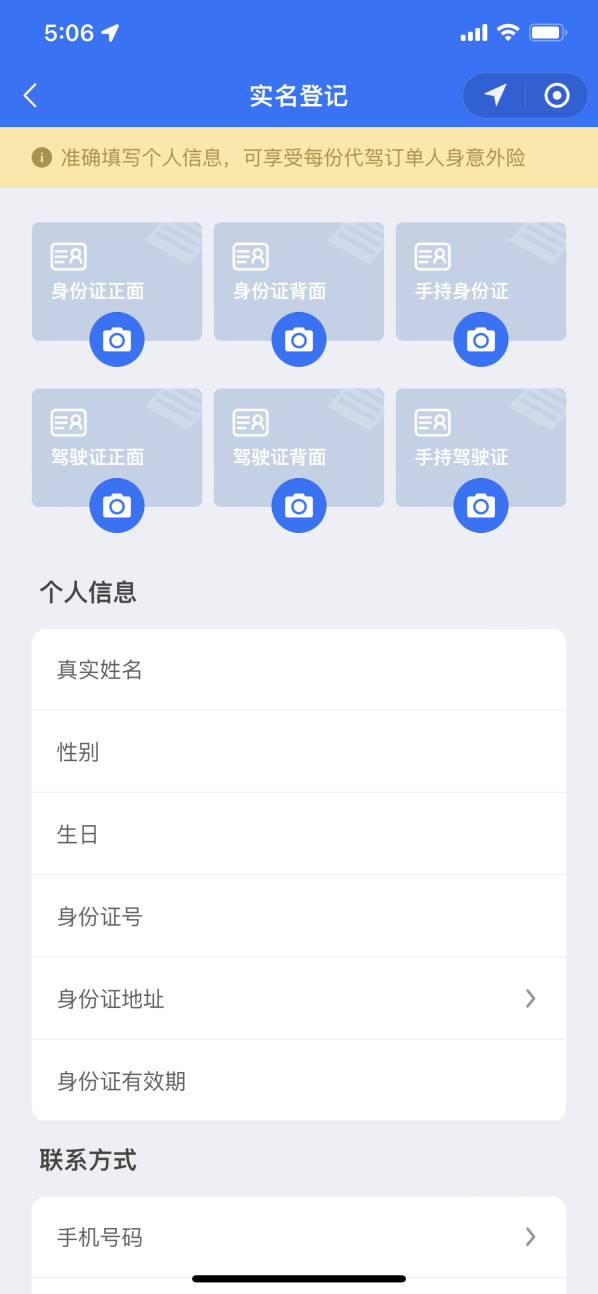 5:06
实名登记
准确填写个人信息，可享受每份代驾订单人身意外险
身份证正面
身份证背面
手持身份证
驾驶证正面
驾驶证背面
手持驾驶证
个人信息
真实姓名
性别
生日
身份证号
身份证地址
身份证有效期
联系方式
手机号码